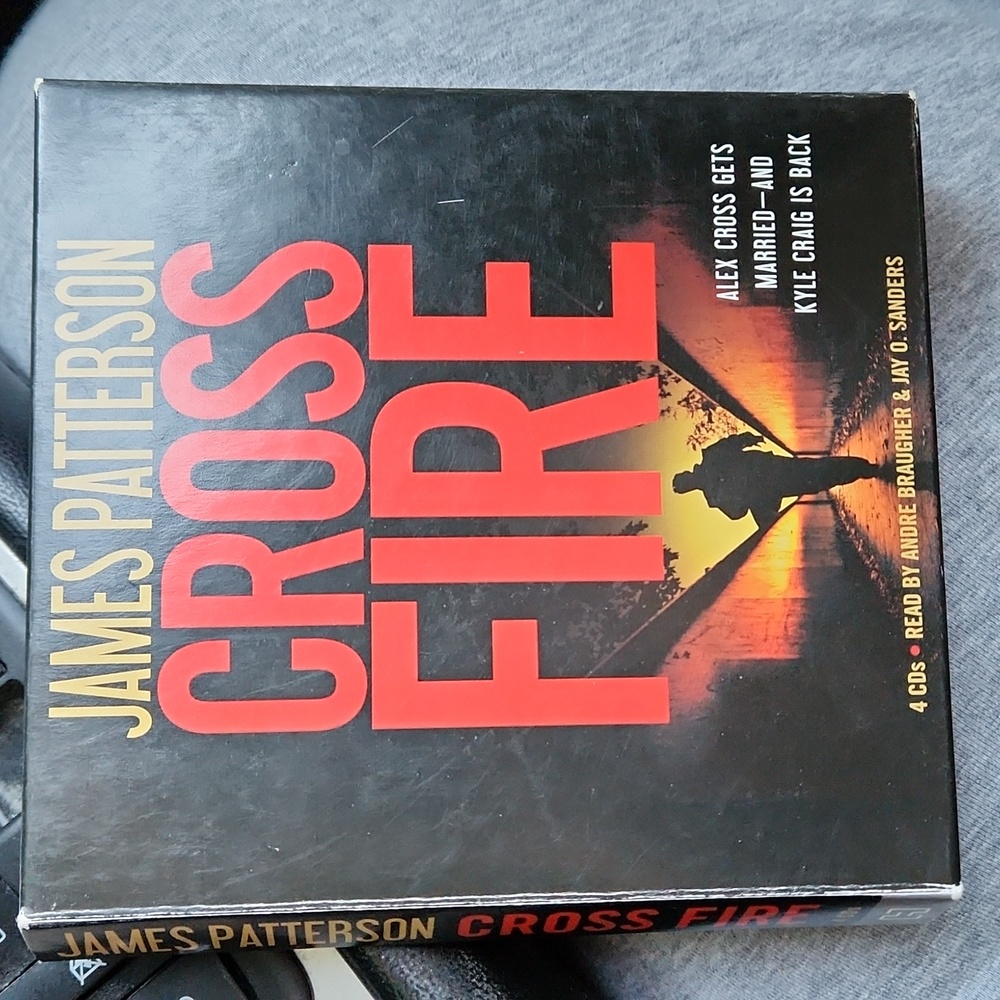 JAMES PATTERSON
CROSS
FIRE
ALEX CROSS GETS
MARRIED—AND
KYLE CRAIG IS BACK
4 CDs • READ BY ANDRE BRAUGHER & JAY O. SANDERS
JAMES PATTERSON CROSS FIRE